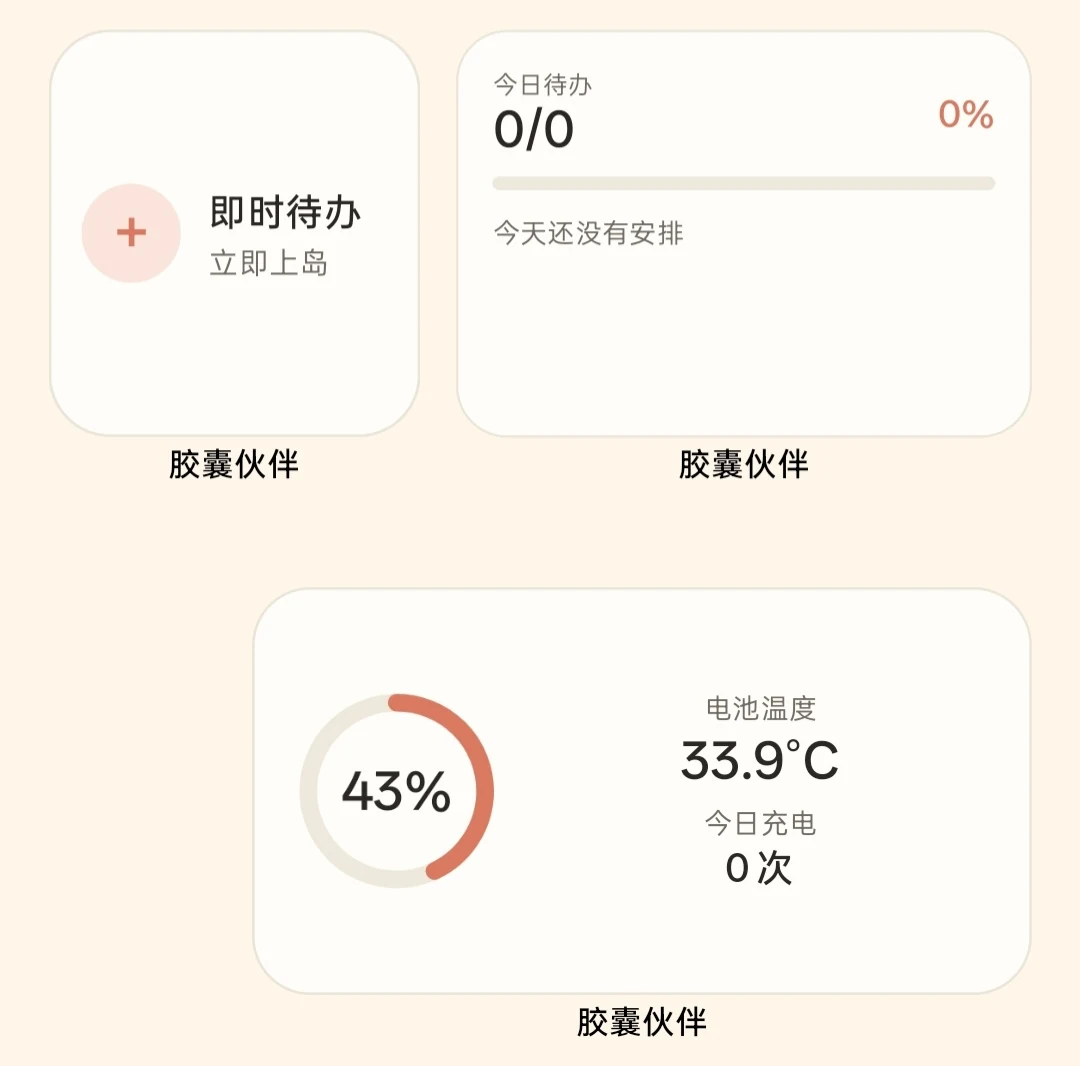 +
即时待办
立即上岛
胶囊伙伴
今日待办
0/0
0%
今天还没有安排
胶囊伙伴
43%
电池温度
33.9°C
今日充电
0 次
胶囊伙伴